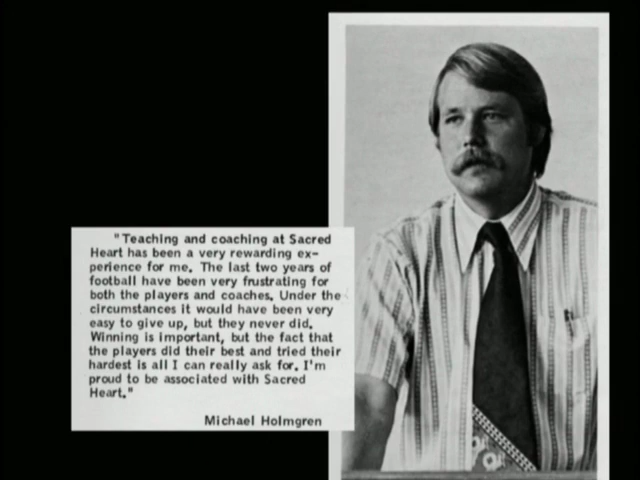 "Teaching and coaching at Sacred
Heart has been a very rewarding ex-
perience for me. The last two years of
football have been very frustrating for
both the players and coaches. Under the
circumstances it would have been very
easy to give up, but they never did.
Winning is important, but the fact that
the players did their best and tried their
hardest is all I can really ask for. I'm
proud to be associated with Sacred
Heart."
Michael Holmgren